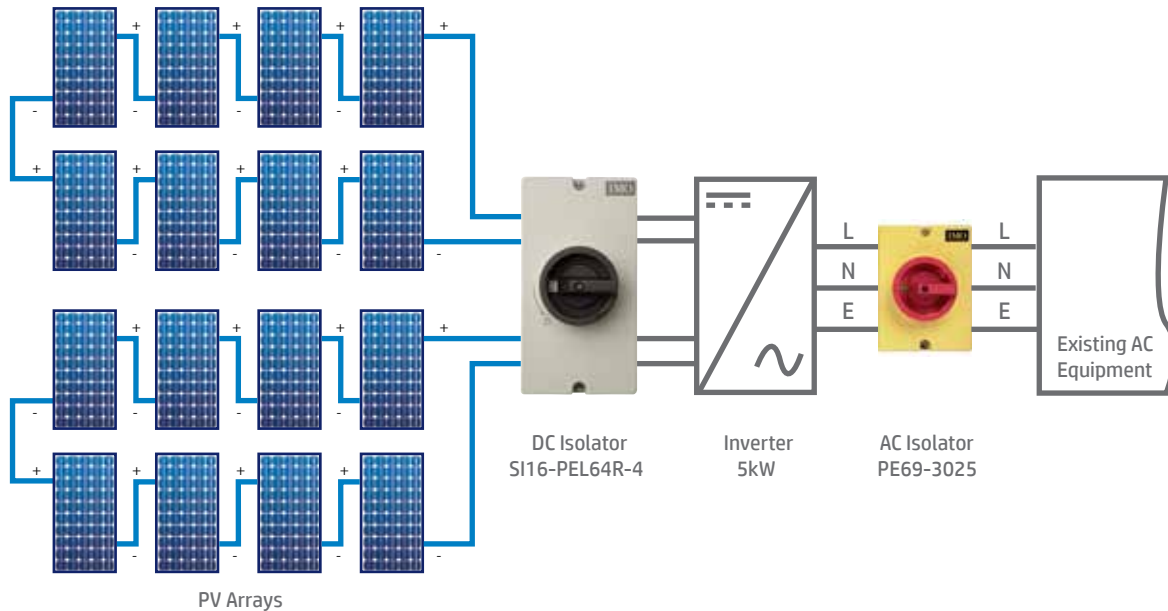 + + + +
- - - -
+ + + +
- - - -
+ + + +
- - - -
+ + + +
- - - -
IMO
IMO
L L
N N
E E
Existing AC
Equipment
DC Isolator
SI16-PEL64R-4
Inverter
5kW
AC Isolator
PE69-3025
PV Arrays